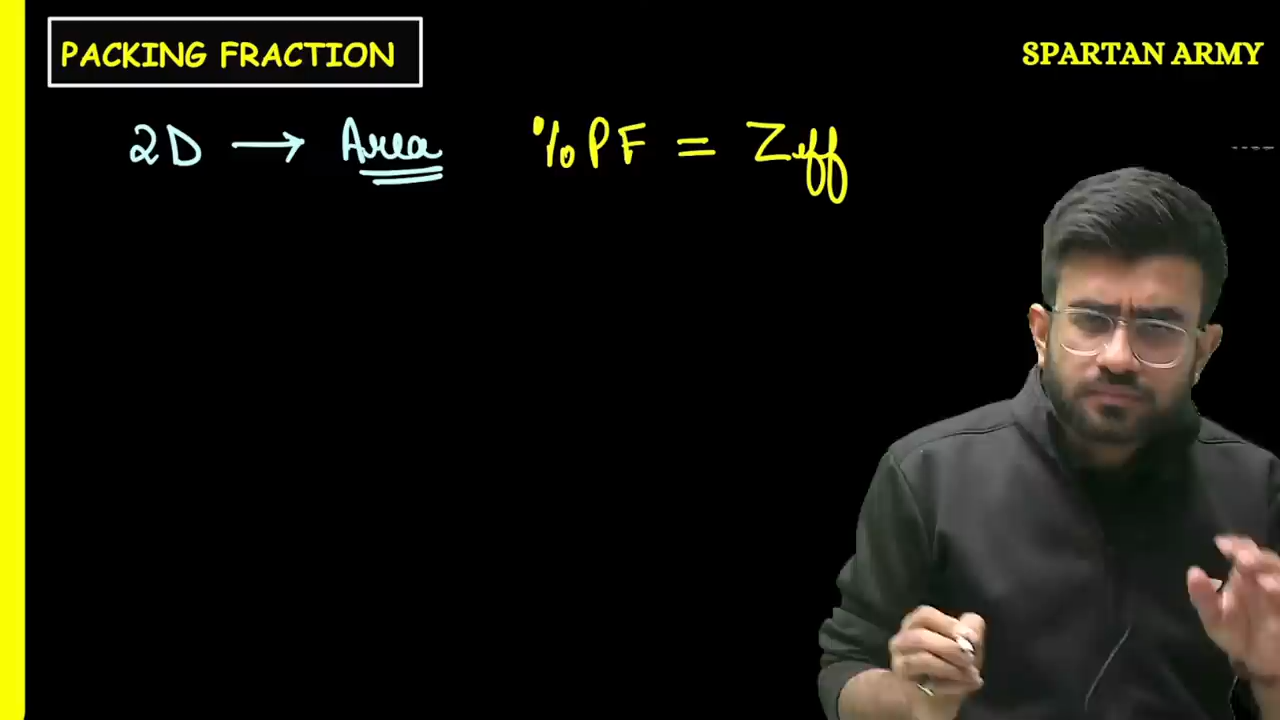 PACKING FRACTION
SPARTAN ARMY
2D → Area %PF = Zeff